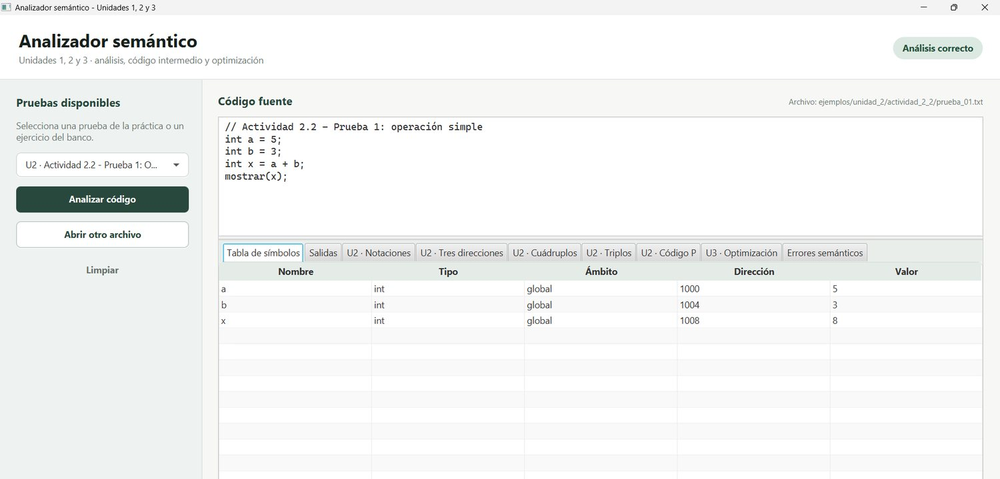 Analizador semántico - Unidades 1, 2 y 3
Analizador semántico
Unidades 1, 2 y 3 · análisis, código intermedio y optimización
Análisis correcto
Pruebas disponibles
Selecciona una prueba de la práctica o un
ejercicio del banco.
U2 · Actividad 2.2 - Prueba 1: O...
Analizar código
Abrir otro archivo
Limpiar
Código fuente
Archivo: ejemplos/unidad_2/actividad_2_2/prueba_01.txt
// Actividad 2.2 – Prueba 1: operación simple
int a = 5;
int b = 3;
int x = a + b;
mostrar(x);
Tabla de símbolos Salidas U2 · Notaciones U2 · Tres direcciones U2 · Cuádruplos U2 · Triplos U2 · Código P U3 · Optimización Errores semánticos
Nombre Tipo Ámbito Dirección Valor
a int global 1000 5
b int global 1004 3
x int global 1008 8